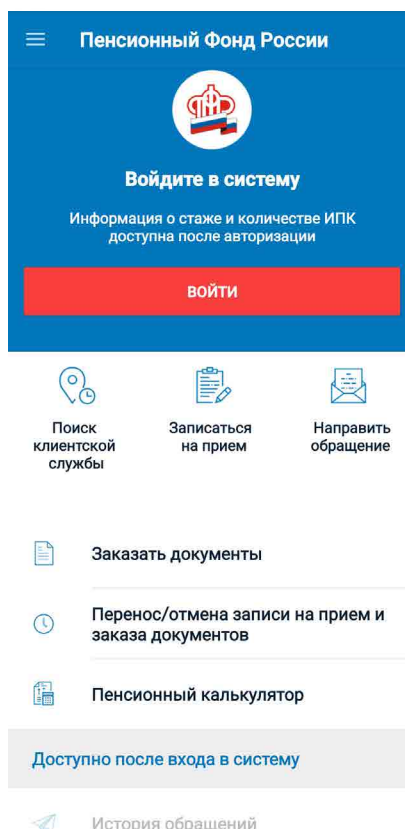 Пенсионный Фонд России
Войдите в систему
Информация о стаже и количестве ИПК
доступна после авторизации
ВОЙТИ
Поиск
клиентской
службы
Записаться
на прием
Направить
обращение
Заказать документы
Перенос/отмена записи на прием и
заказа документов
Пенсионный калькулятор
Доступно после входа в систему
История обращений